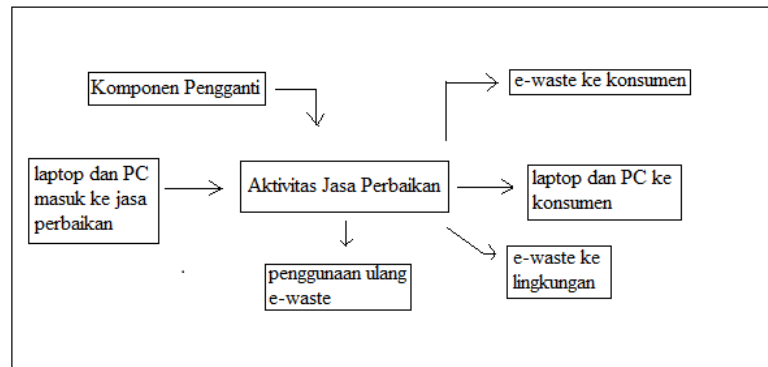 Komponen Pengganti
e-waste ke konsumen
laptop dan PC
masuk ke jasa
perbaikan
Aktivitas Jasa Perbaikan
laptop dan PC ke
konsumen
penggunaan ulang
e-waste
e-waste ke
lingkungan